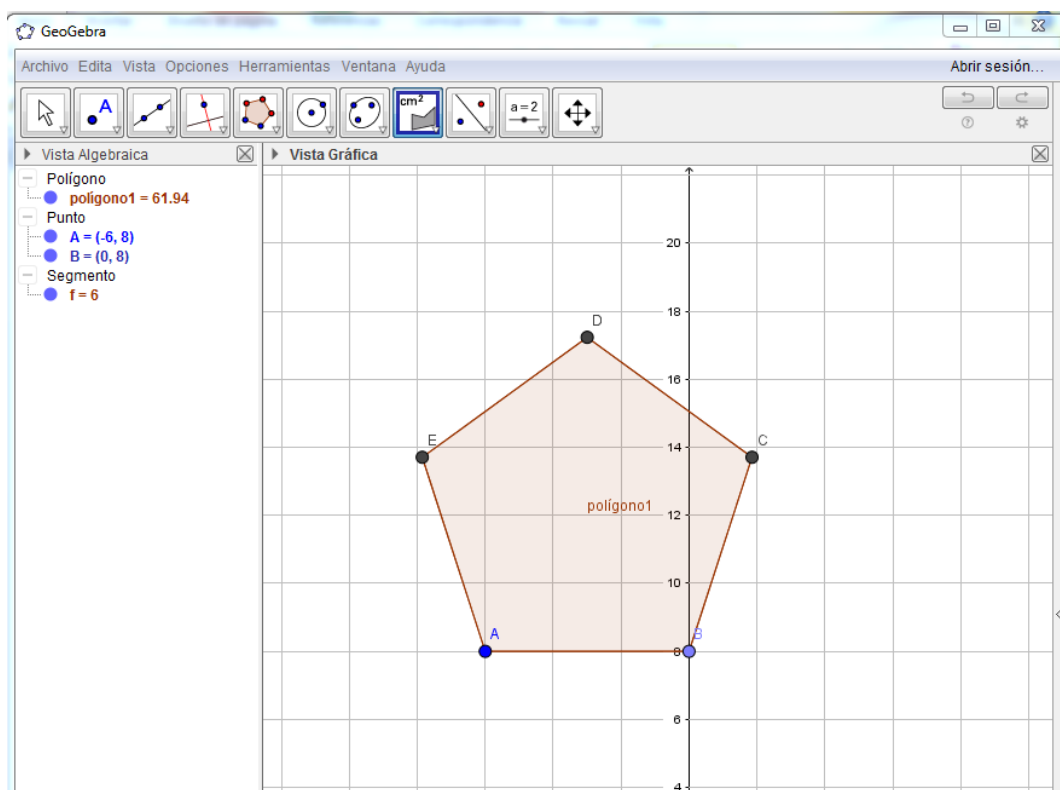 GeoGebra
Archivo Edita Vista Opciones Herramientas Ventana Ayuda
Abrir sesión...
A
cm²
a = 2
Vista Algebraica
Vista Gráfica
Polígono
polígono1 = 61.94
Punto
A = (-6, 8)
B = (0, 8)
Segmento
f = 6
20
18
D
16
E
14
C
polígono1
12
10
A
B
8
6
4